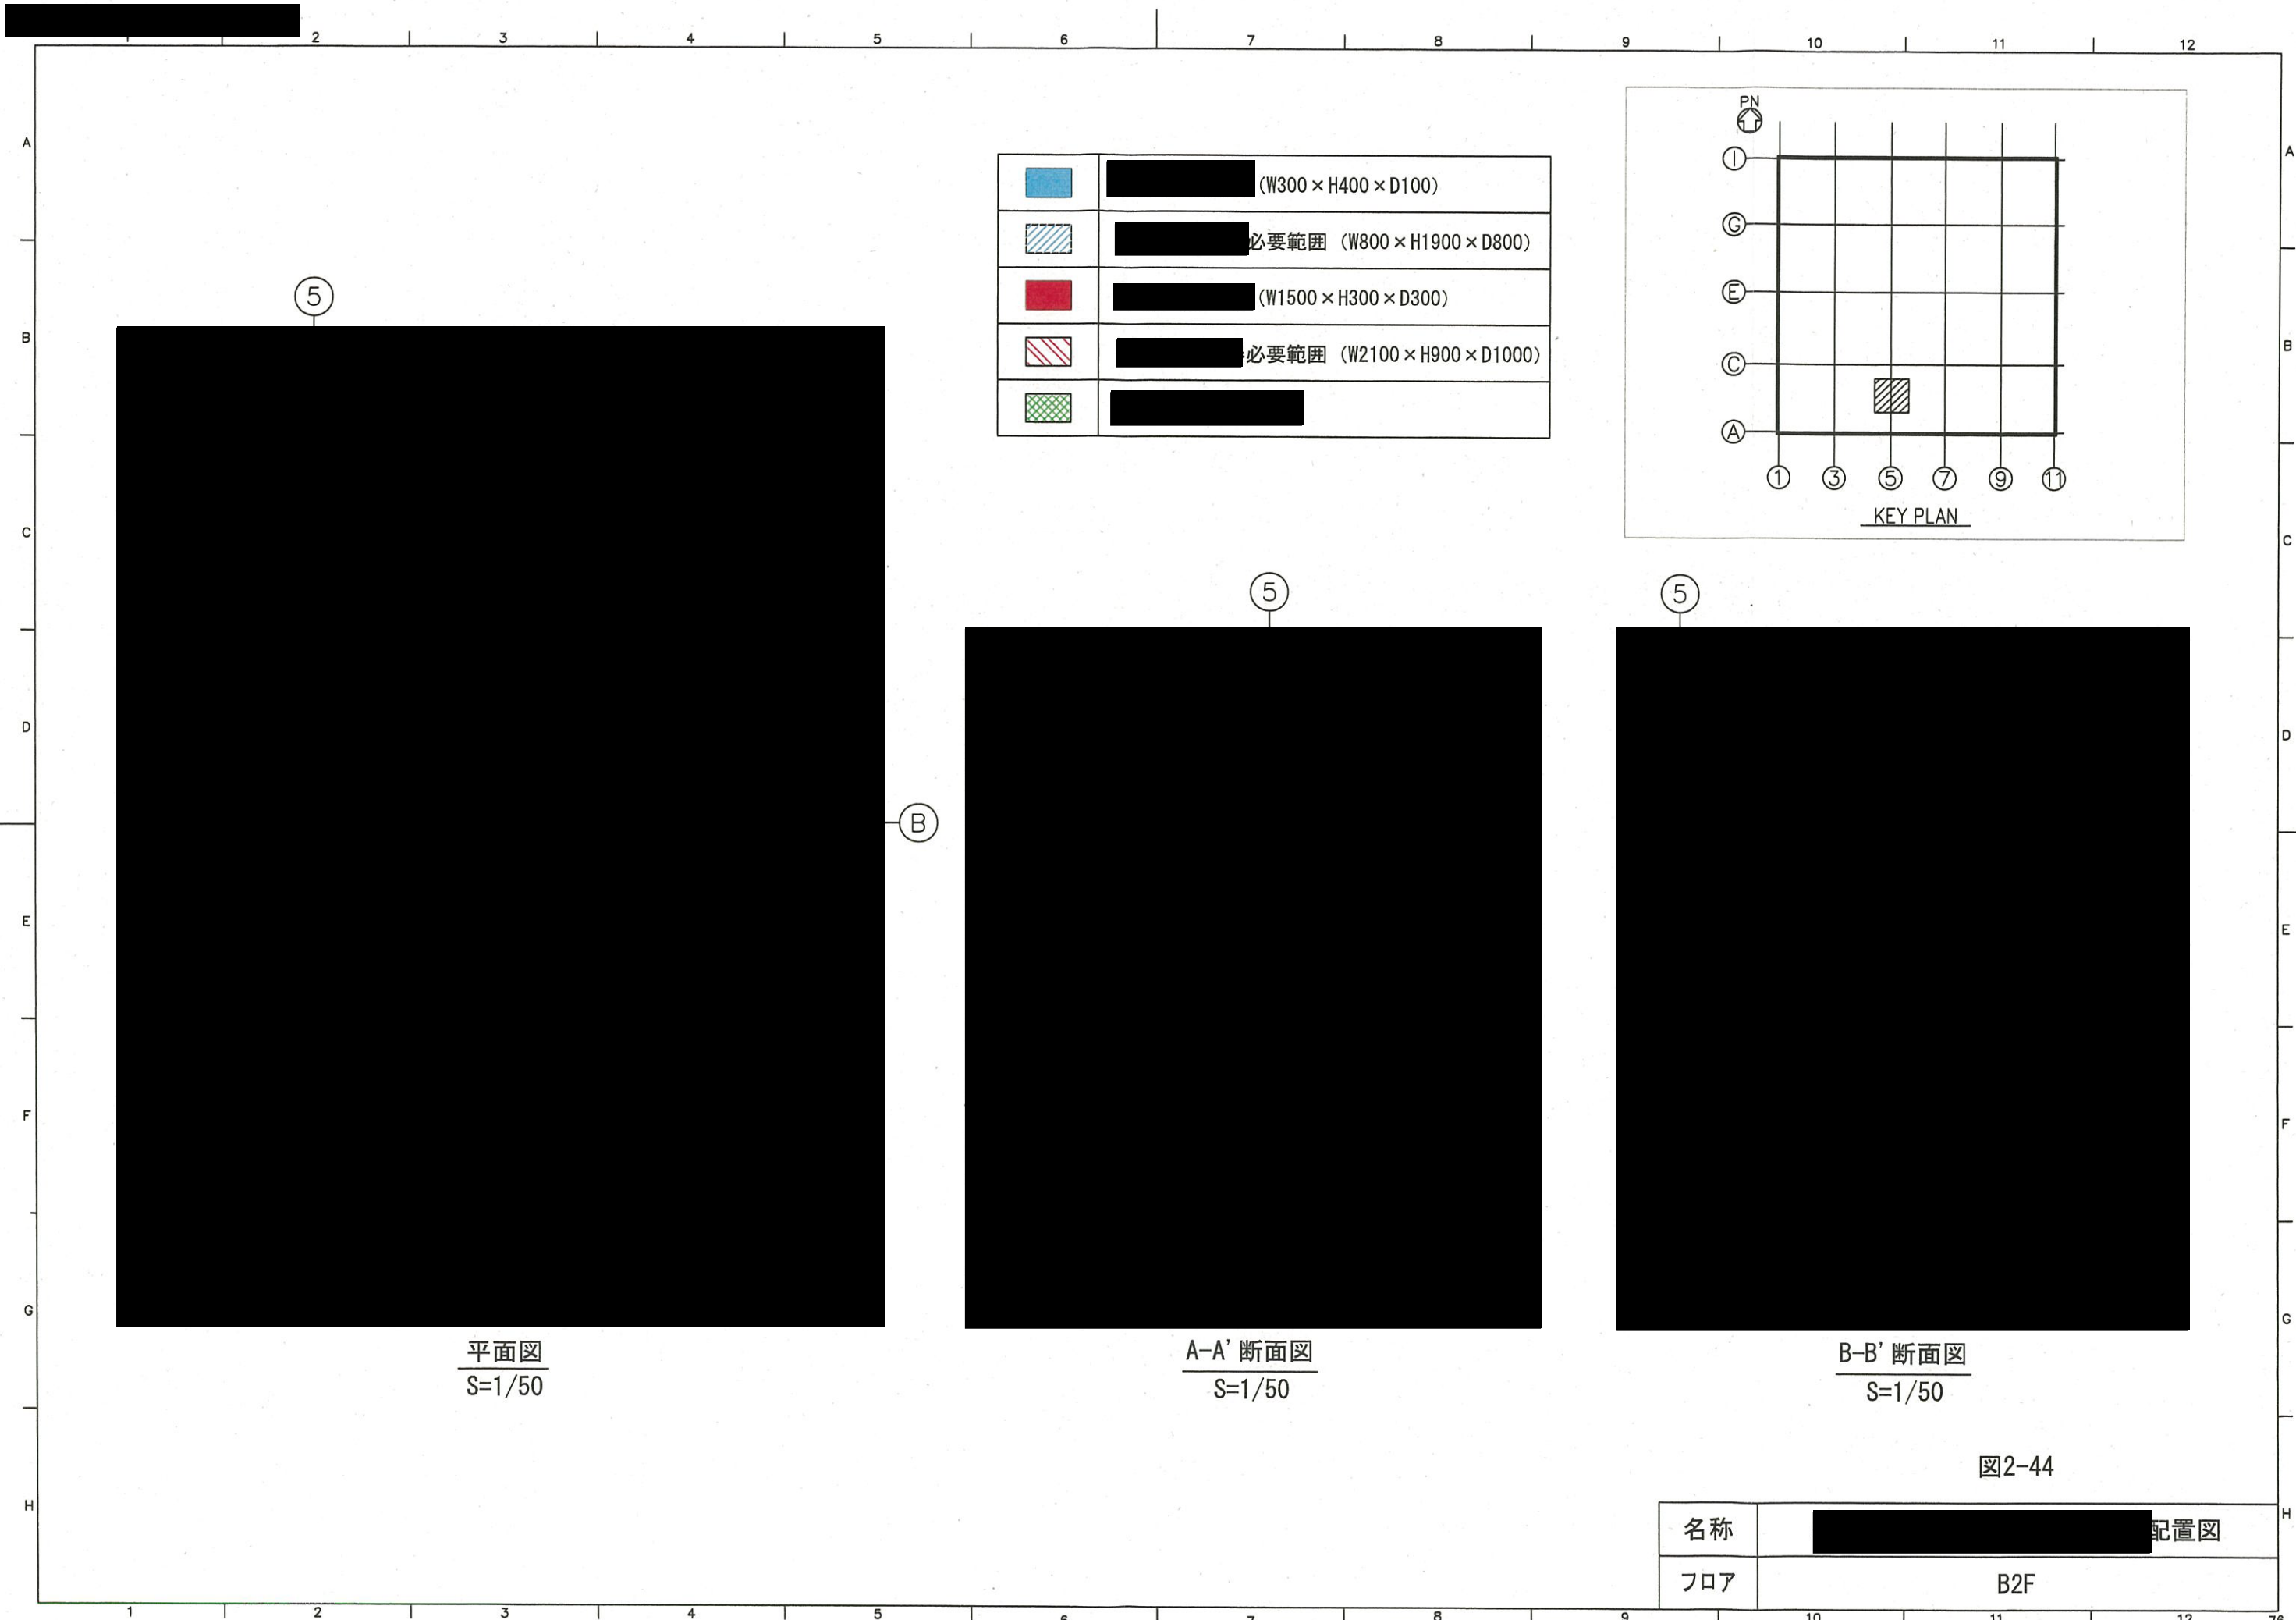 2 3 4 5 6 7 8 9 10 11 12
A
B
C
D
E
F
G
H
(W300×H400×D100)
必要範囲 (W800×H1900×D800)
(W1500×H300×D300)
必要範囲 (W2100×H900×D1000)
PN
I
G
E
C
A
1 3 5 7 9 11
KEY PLAN
5
B
5
5
A
B
C
D
E
F
G
H
平面図
S=1/50
A-A' 断面図
S=1/50
B-B' 断面図
S=1/50
図2-44
名称 配置図
フロア B2F
1 2 3 4 5 6 7 8 9 10 11 12